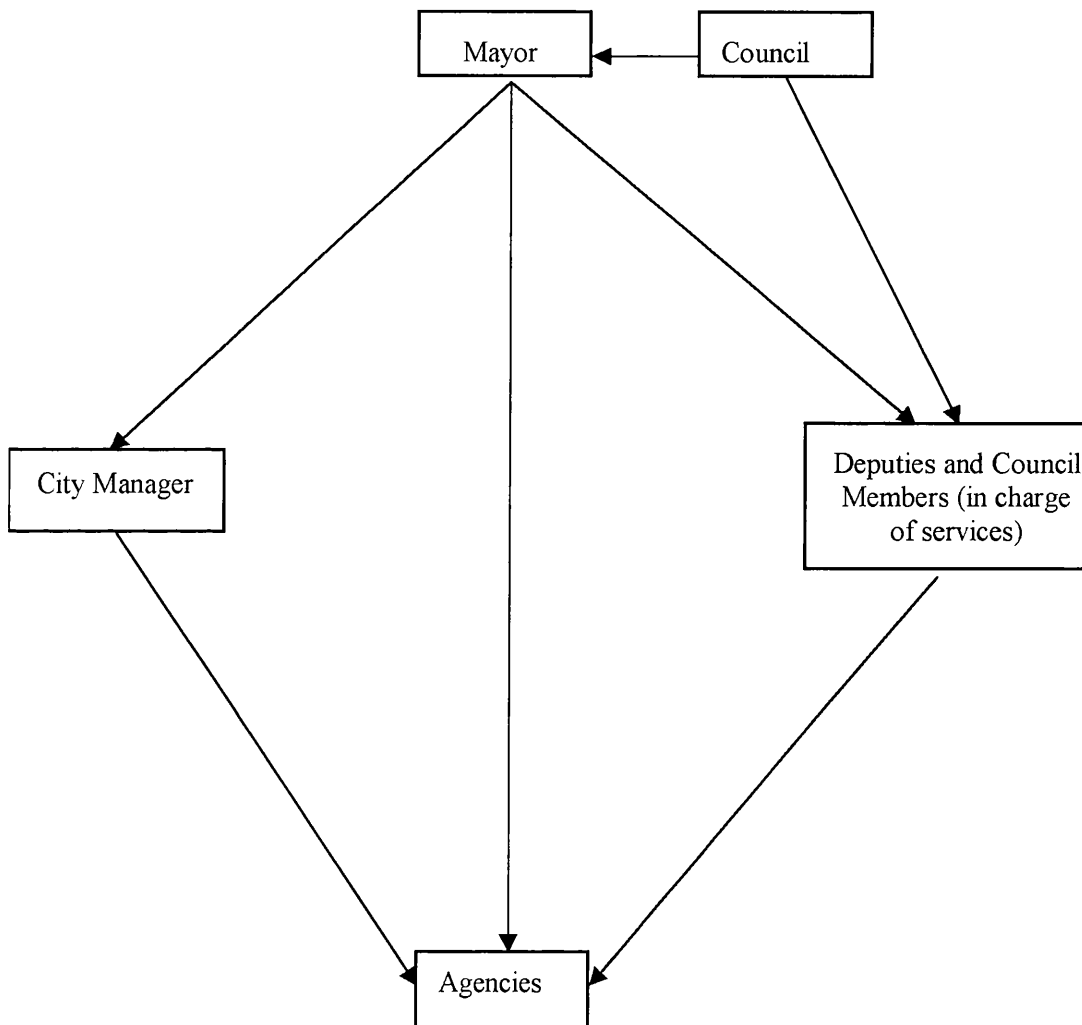 Mayor
Council
City Manager
Deputies and Council
Members (in charge
of services)
Agencies